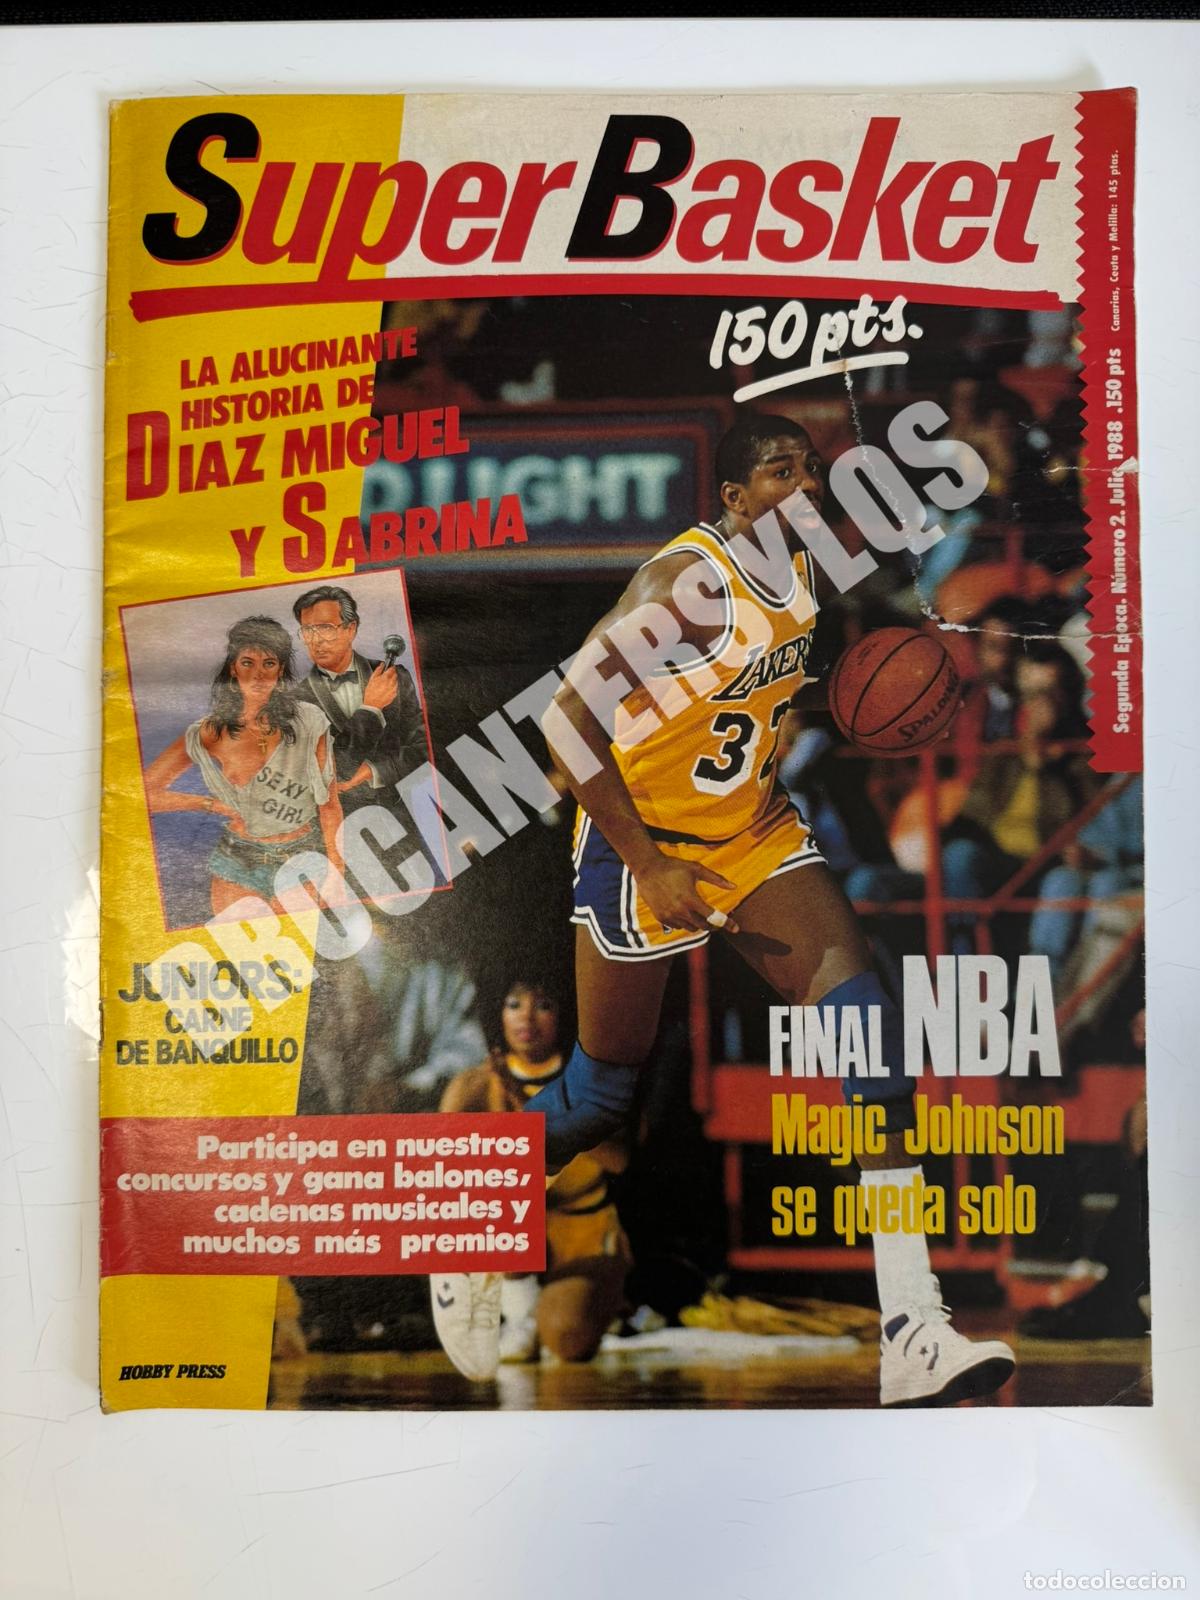 SuperBasket
150 pts.
Segunda Epoca. Número 2. Julio 1988 .150 pts Canarias, Ceuta y Melilla: 145 ptas.
LA ALUCINANTE
HISTORIA DE
DIAZ MIGUEL
Y SABRINA
LIGHT
SEXY
GIRL
LAKERS
32
SPALDING
BROCANTERSVLQS
JUNIORS:
CARNE
DE BANQUILLO
FINAL NBA
Magic Johnson
se queda solo
Participa en nuestros
concursos y gana balones,
cadenas musicales y
muchos más premios
HOBBY PRESS
todocoleccion